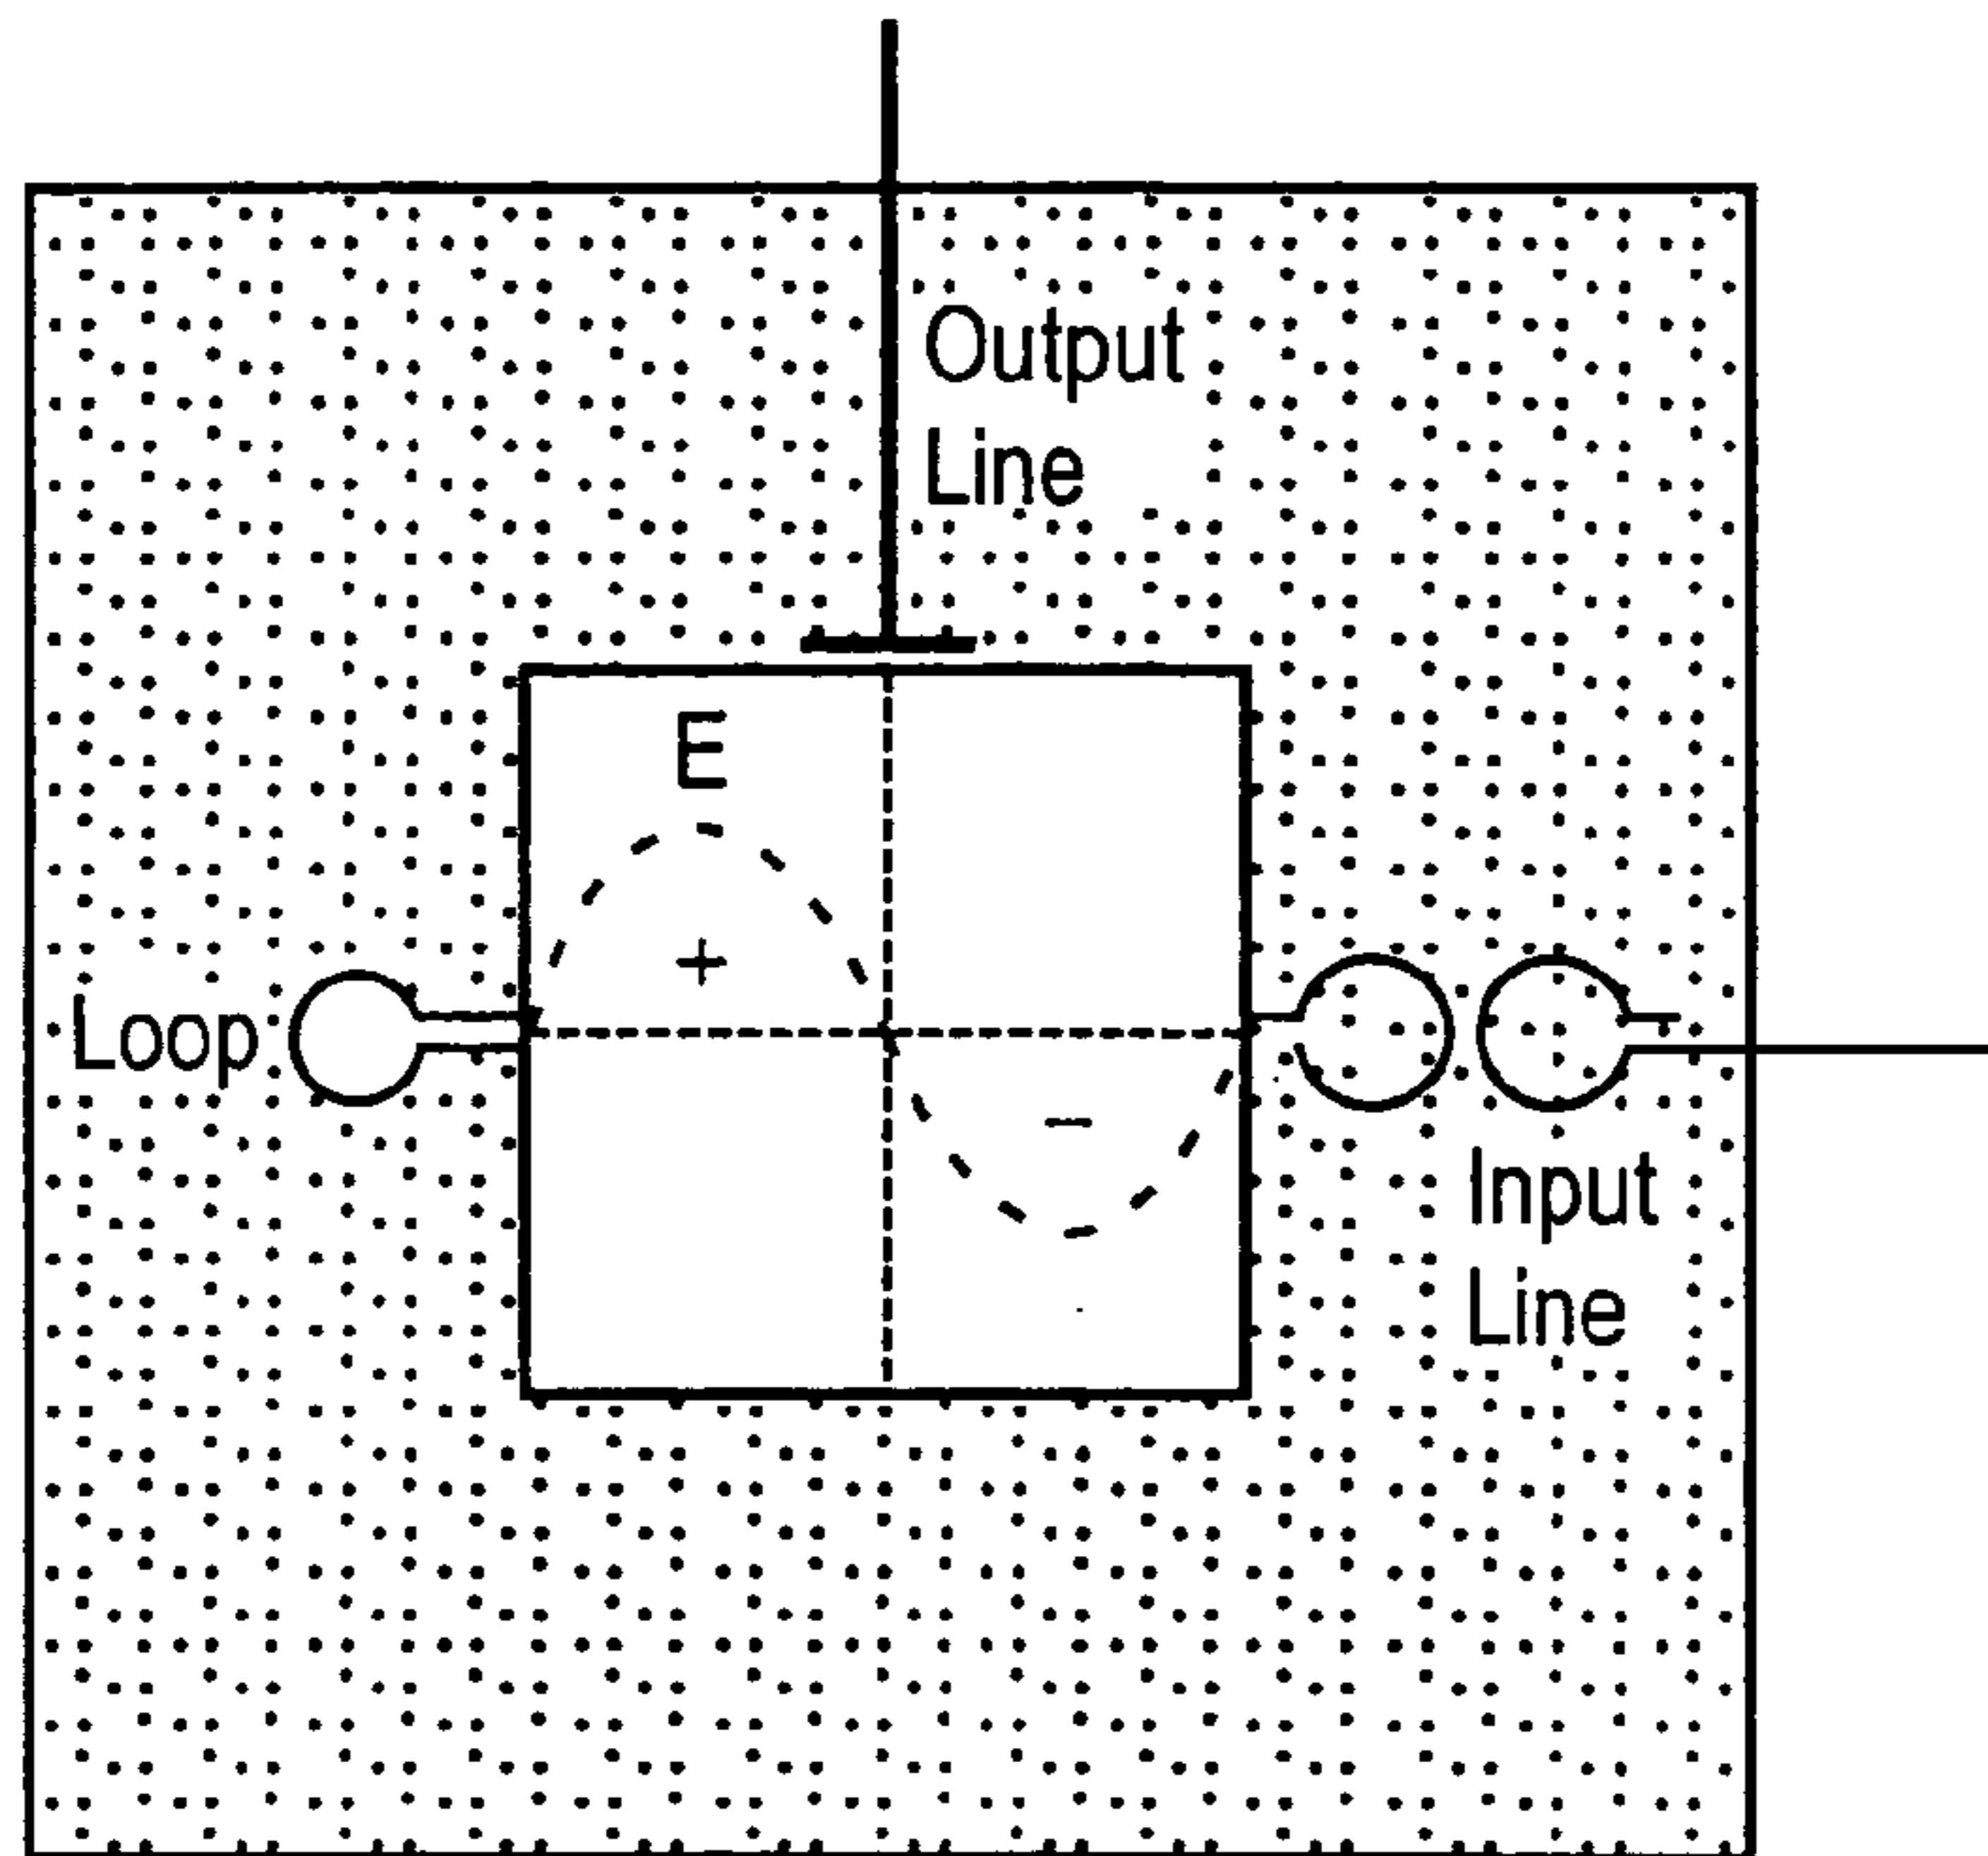 Output
Line
E
+
Loop
−
Input
Line